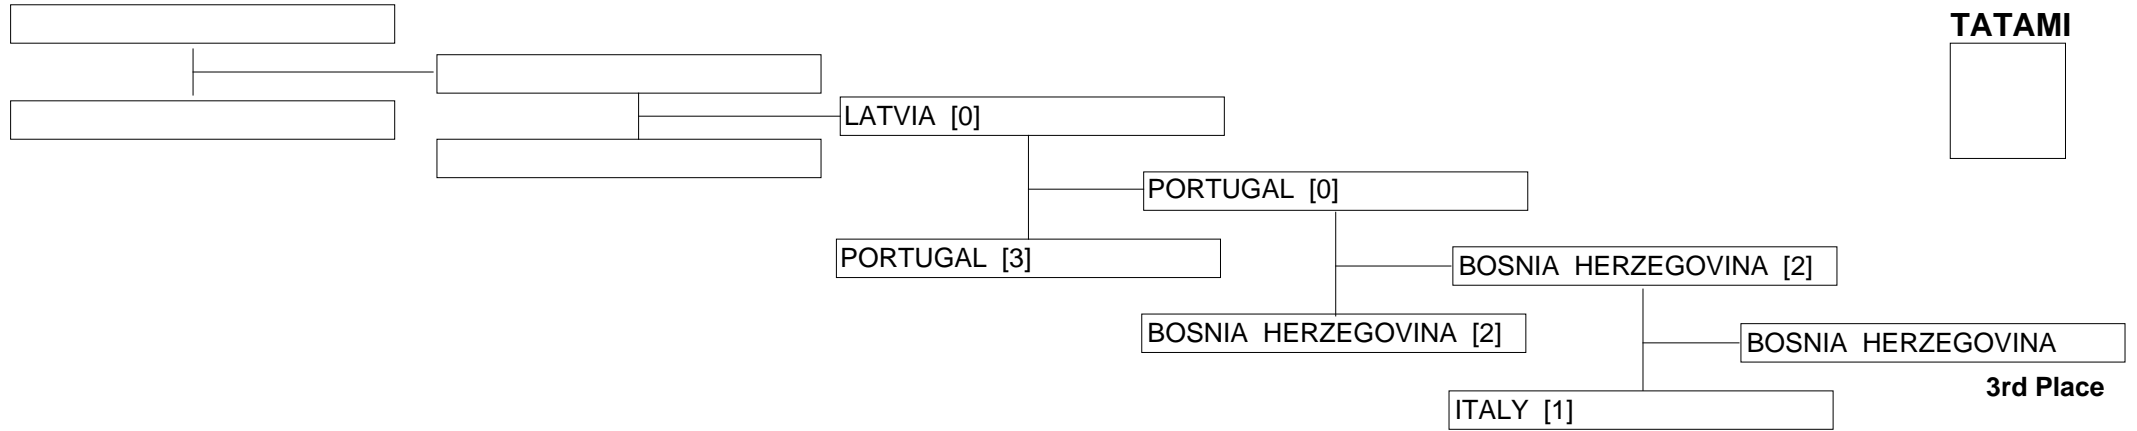 TATAMI
LATVIA [0]
PORTUGAL [0]
PORTUGAL [3]
BOSNIA HERZEGOVINA [2]
BOSNIA HERZEGOVINA [2]
BOSNIA HERZEGOVINA
3rd Place
ITALY [1]